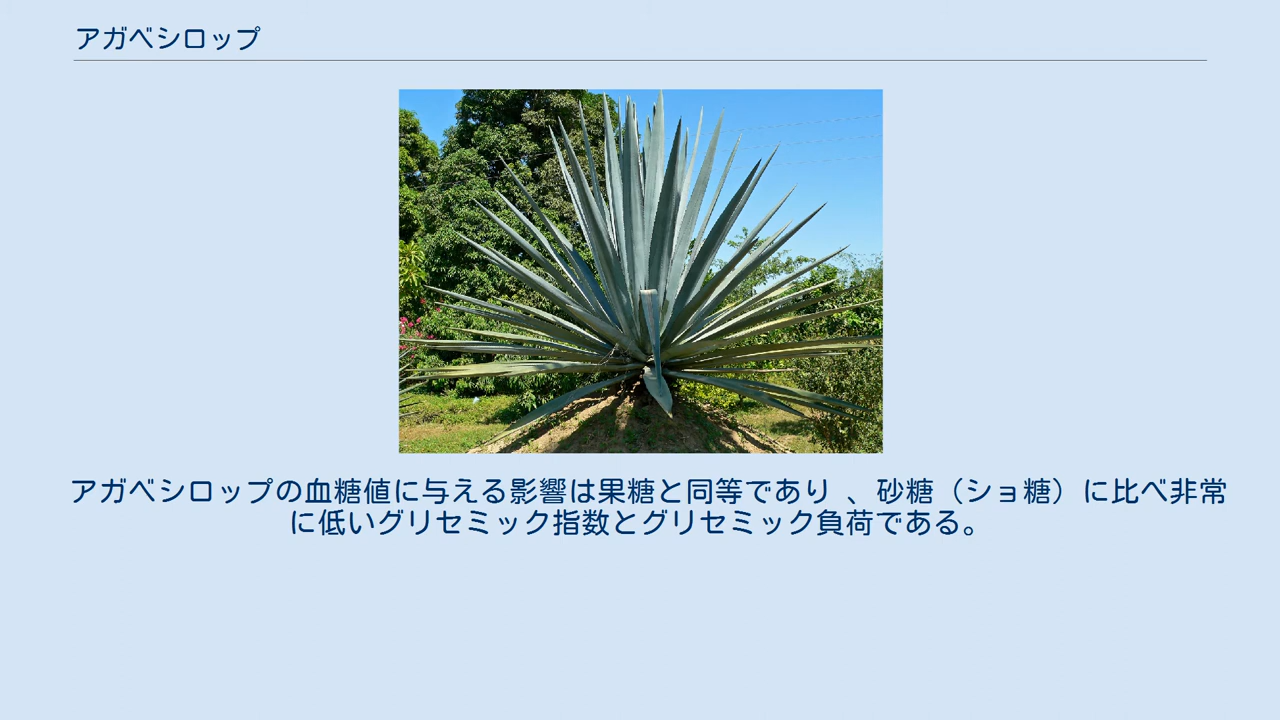 アガベシロップ
アガベシロップの血糖値に与える影響は果糖と同等であり 、砂糖（ショ糖）に比べ非常
に低いグリセミック指数とグリセミック負荷である。